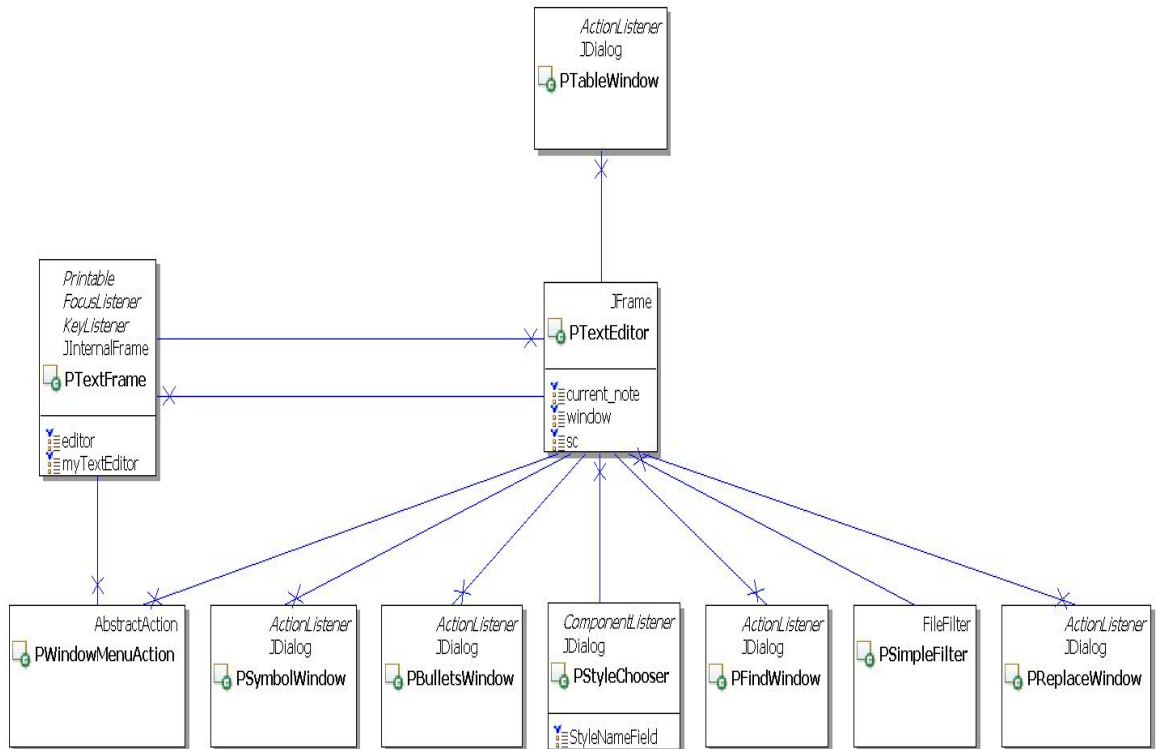 ActionListener
JDialog
PTableWindow
Printable
FocusListener
KeyListener
JInternalFrame
PTextFrame
editor
myTextEditor
JFrame
PTextEditor
current_note
window
sc
AbstractAction
PWindowMenuAction
ActionListener
JDialog
PSymbolWindow
ActionListener
JDialog
PBulletsWindow
ComponentListener
JDialog
PStyleChooser
StyleNameField
ActionListener
JDialog
PFindWindow
FileFilter
PSimpleFilter
ActionListener
JDialog
PReplaceWindow